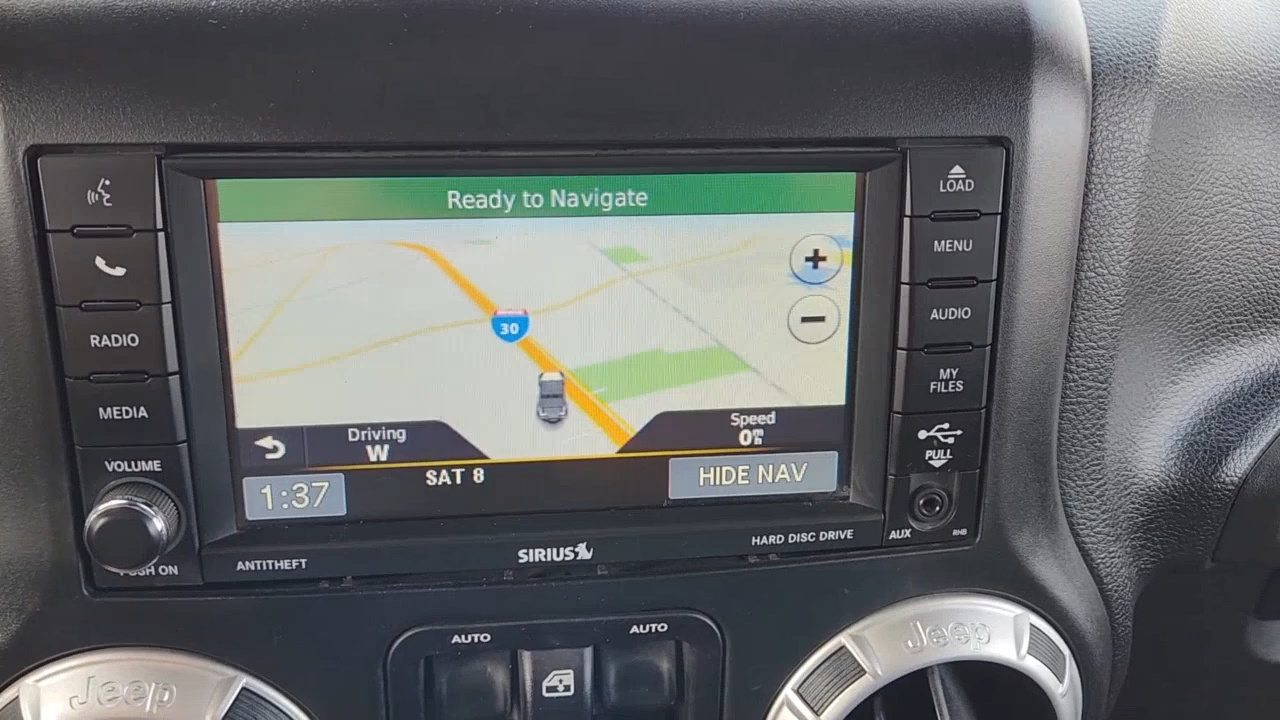 Ready to Navigate
30
+
−
Driving
W
Speed
0
1:37
SAT 8
HIDE NAV
RADIO
MEDIA
VOLUME
PUSH ON
LOAD
MENU
AUDIO
MY
FILES
PULL
AUX
RHB
ANTITHEFT
SIRIUS
HARD DISC DRIVE
AUTO
AUTO
Jeep
Jeep